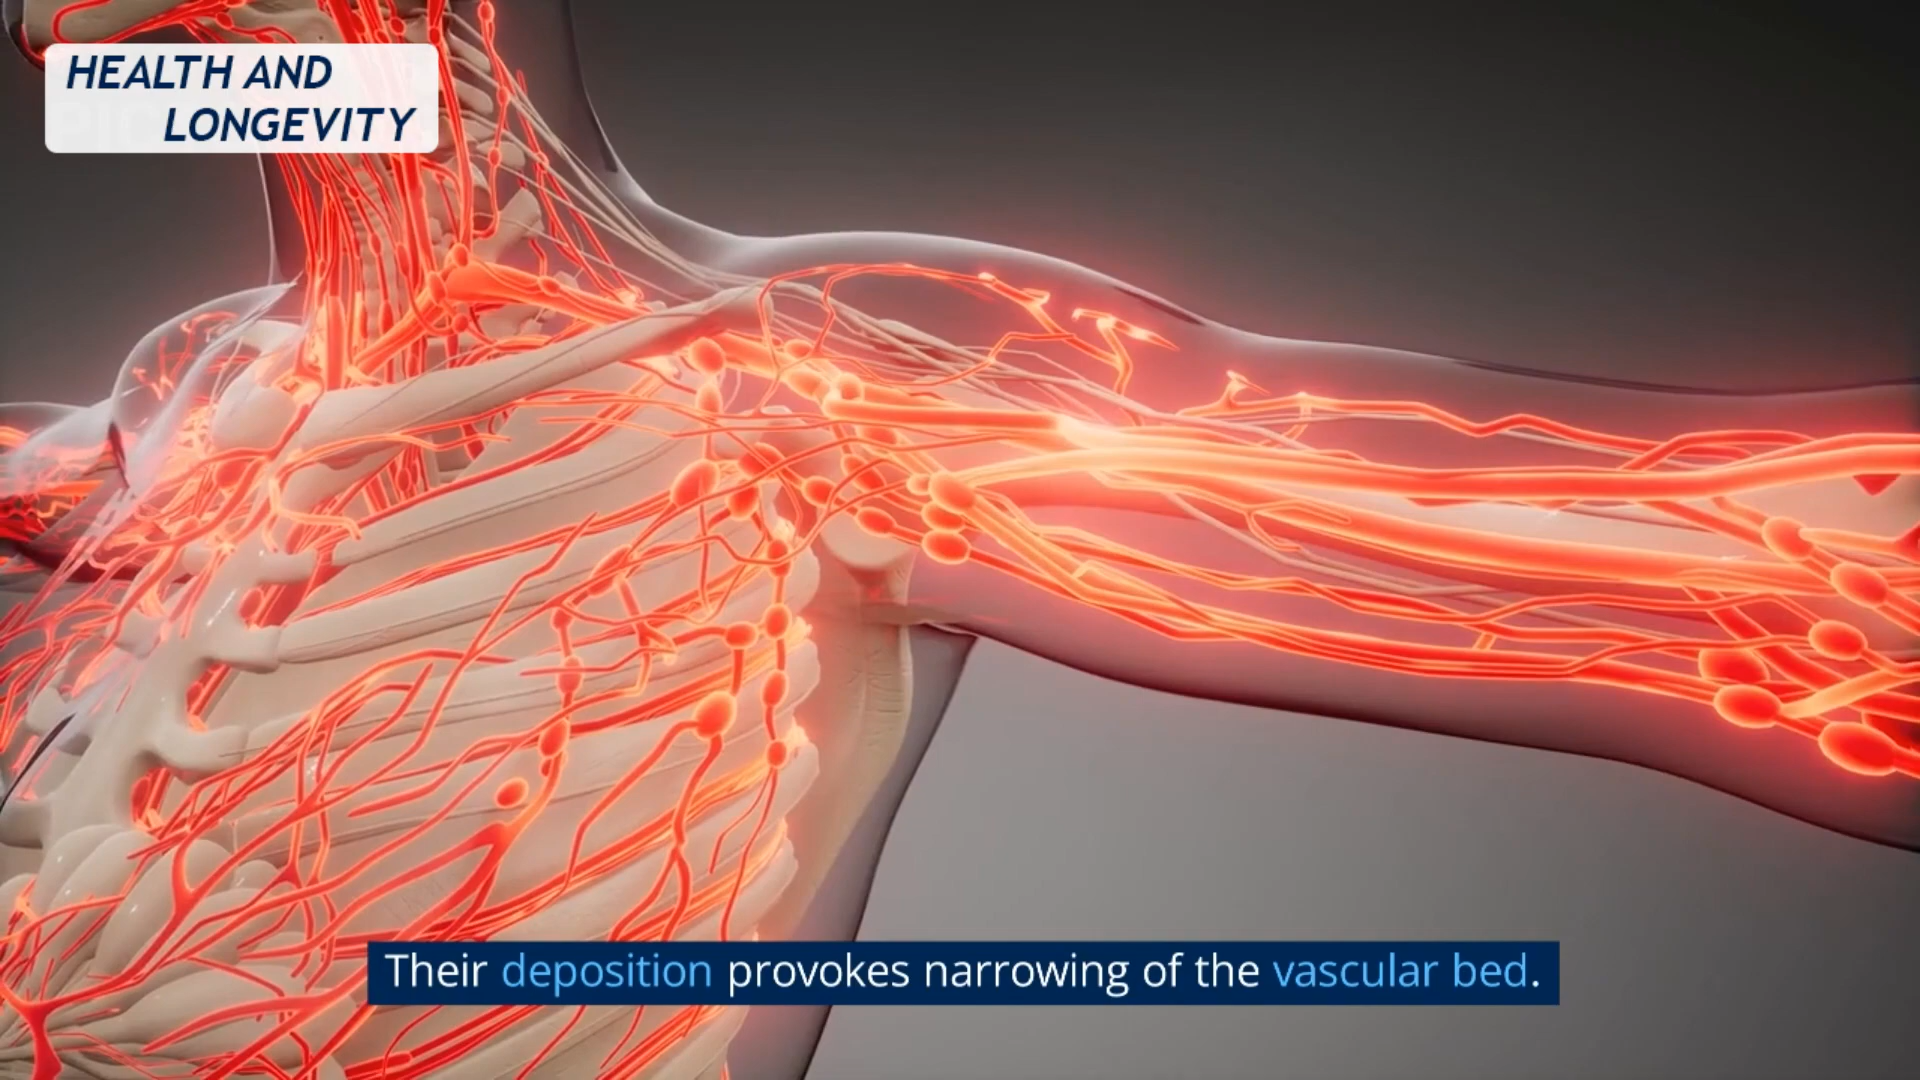 HEALTH AND
LONGEVITY
Their deposition provokes narrowing of the vascular bed.